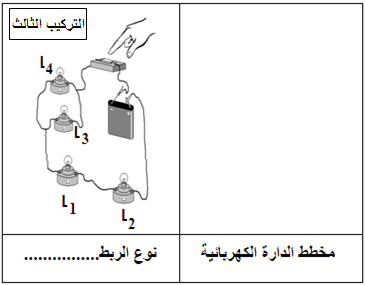 التركيب الثالث
L4
L3
L1
L2
مخطط الدارة الكهربائية
نوع الربط................